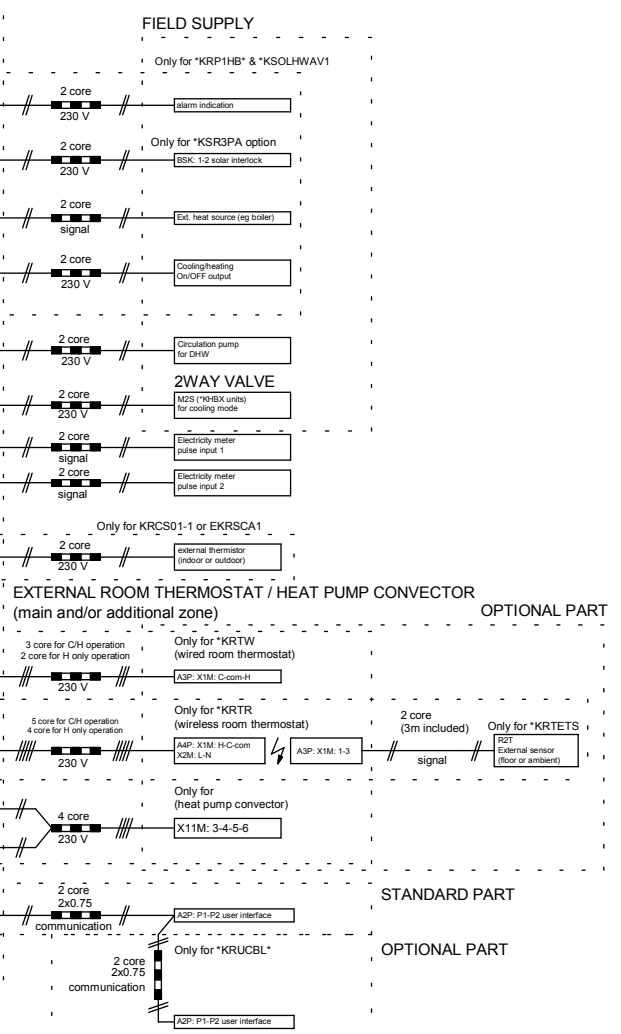 FIELD SUPPLY
Only for *KRP1HB* & *KSOLHWAV1
2 core
230 V
alarm indication
Only for *KSR3PA option
2 core
230 V
BSK: 1-2 solar interlock
2 core
signal
Ext. heat source (eg boiler)
2 core
230 V
Cooling/heating
On/OFF output
2 core
230 V
Circulation pump
for DHW
2WAY VALVE
2 core
230 V
M2S (*KHBX units)
for cooling mode
2 core
signal
Electricity meter
pulse input 1
2 core
signal
Electricity meter
pulse input 2
Only for KRCS01-1 or EKRSCA1
2 core
230 V
external thermistor
(indoor or outdoor)
EXTERNAL ROOM THERMOSTAT / HEAT PUMP CONVECTOR
(main and/or additional zone)
OPTIONAL PART
3 core for C/H operation
2 core for H only operation
230 V
Only for *KRTW
(wired room thermostat)
A3P: X1M: C-com-H
5 core for C/H operation
4 core for H only operation
230 V
Only for *KRTR
(wireless room thermostat)
A4P: X1M: H-C-com
X2M: L-N
A3P: X1M: 1-3
2 core
(3m included)
signal
Only for *KRTETS
R2T
External sensor
(floor or ambient)
4 core
230 V
Only for
(heat pump convector)
X11M: 3-4-5-6
2 core
2x0.75
communication
A2P: P1-P2 user interface
STANDARD PART
Only for *KRUCBL*
OPTIONAL PART
2 core
2x0.75
communication
A2P: P1-P2 user interface